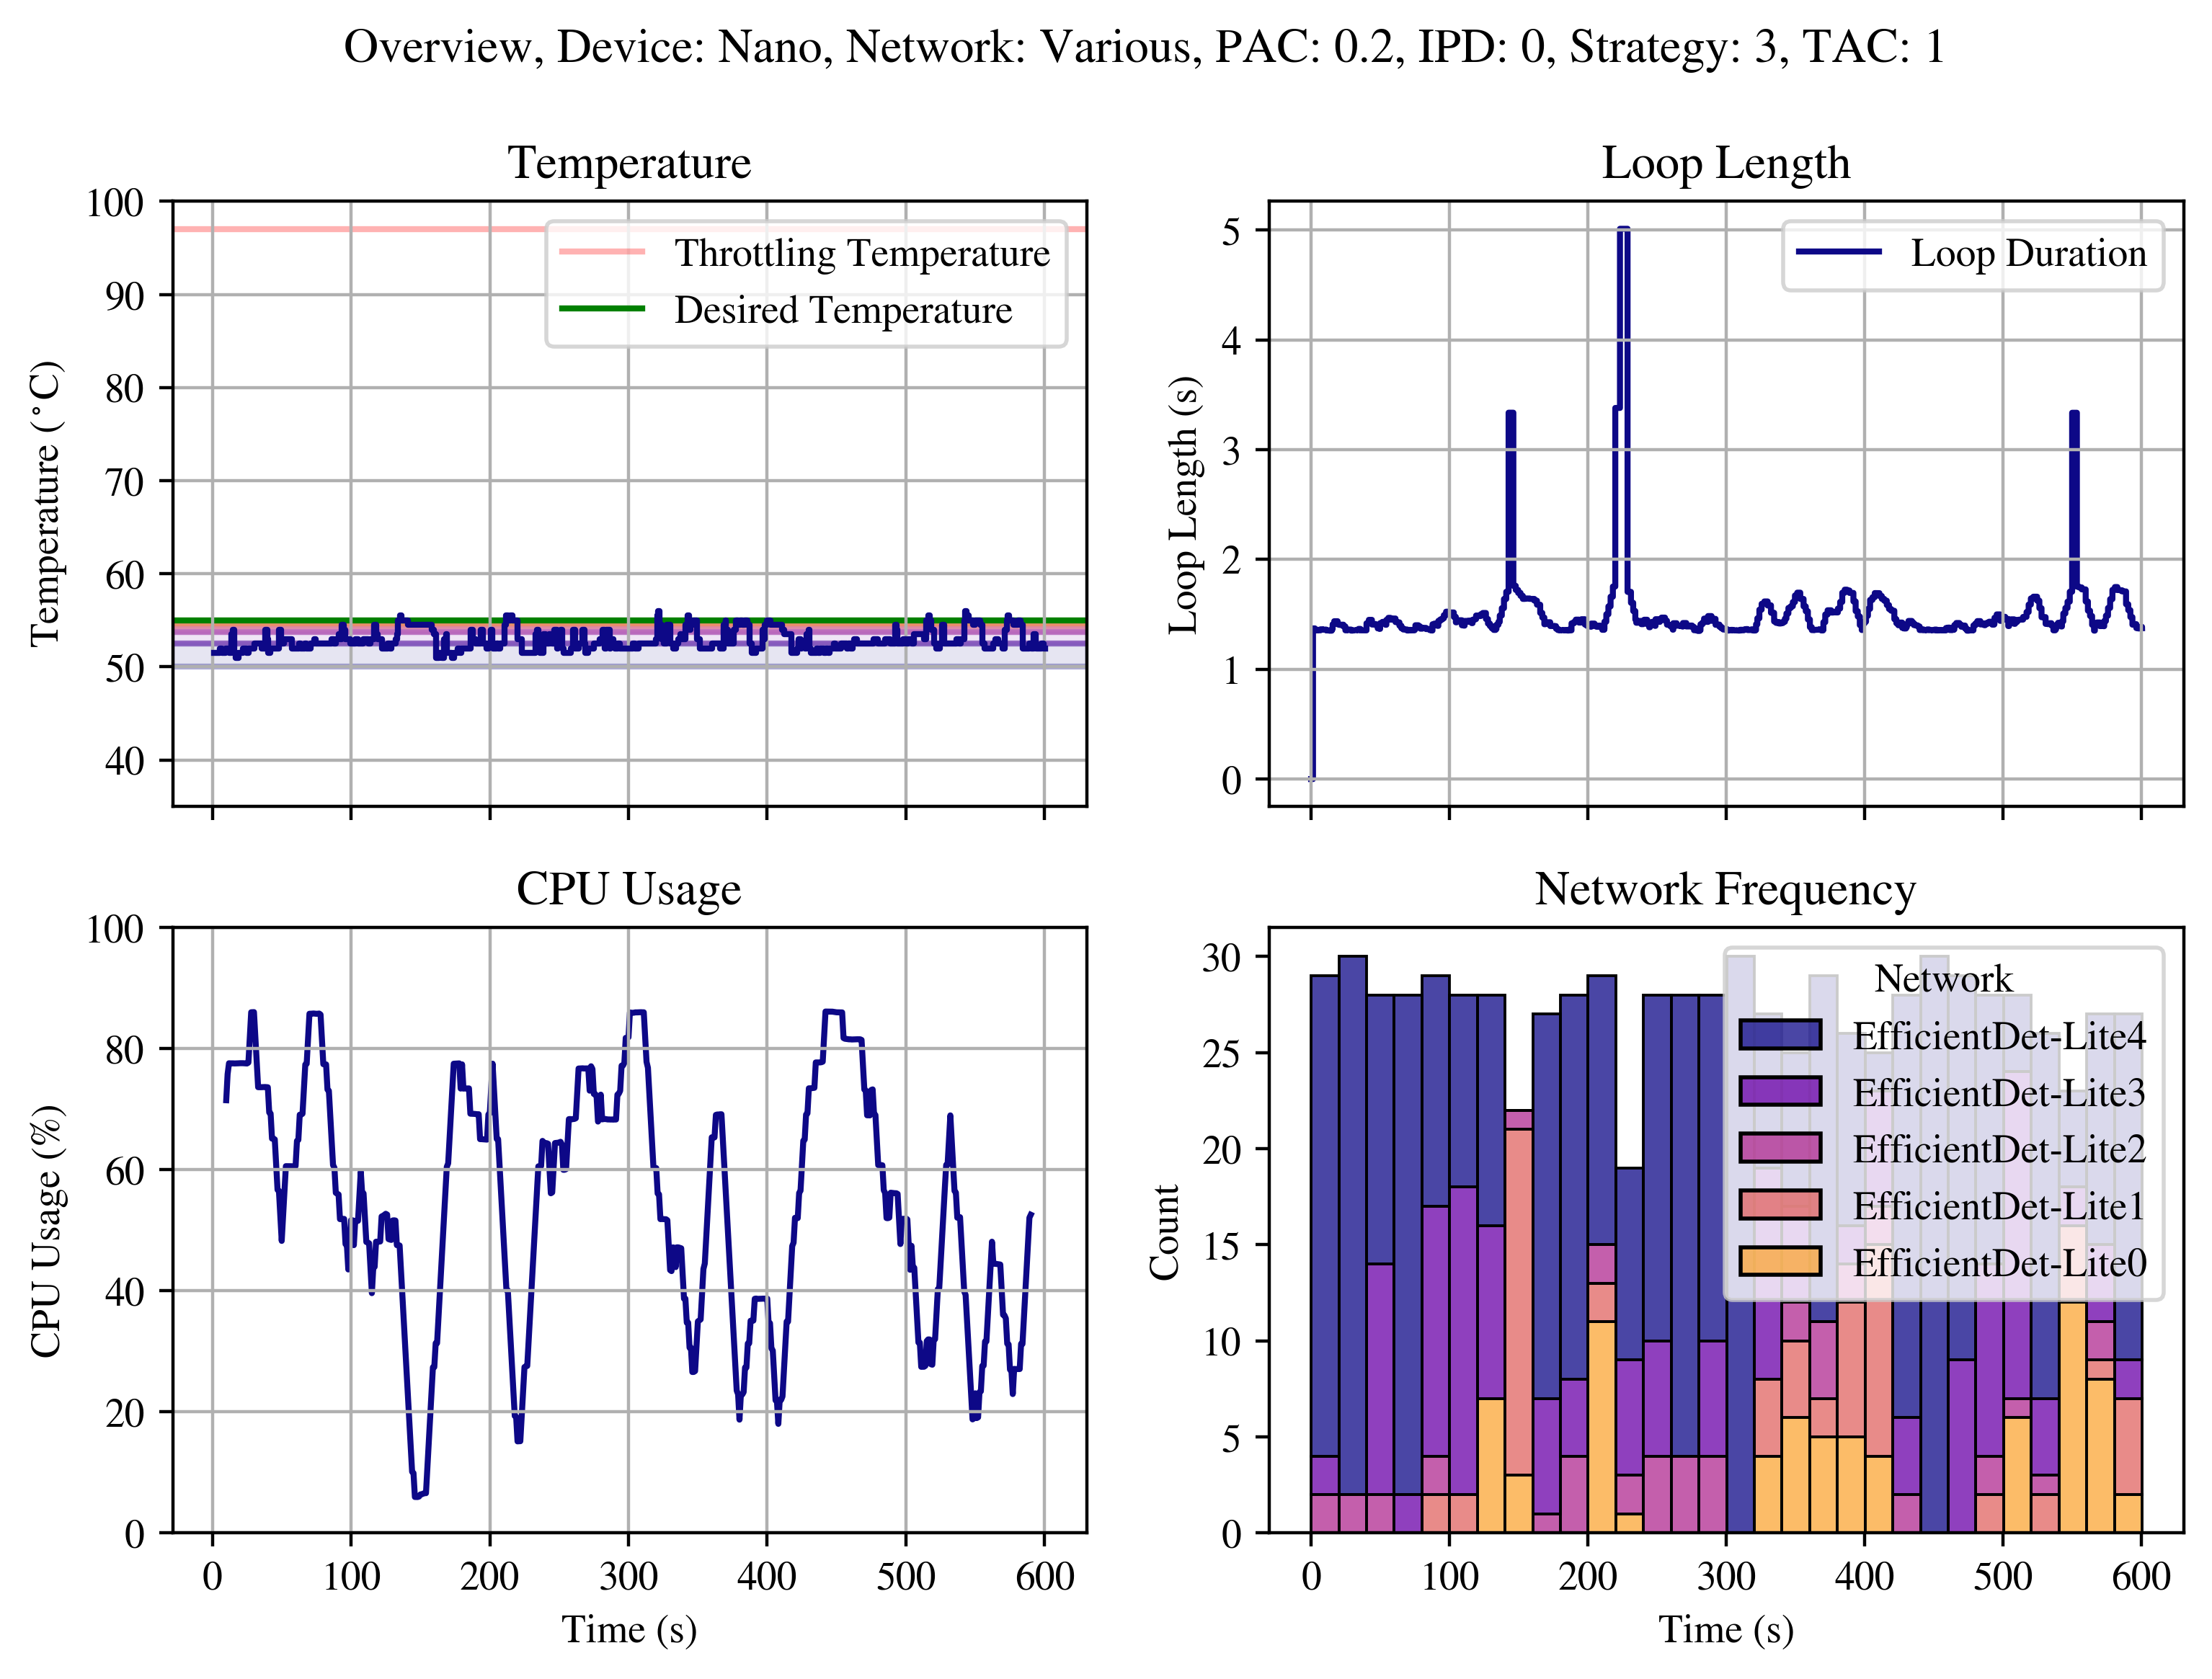 Overview, Device: Nano, Network: Various, PAC: 0.2, IPD: 0, Strategy: 3, TAC: 1
Temperature
100
90
80
70
60
50
40
Temperature (°C)
Throttling Temperature
Desired Temperature
Loop Length
5
4
3
2
1
0
Loop Length (s)
Loop Duration
CPU Usage
100
80
60
40
20
0
CPU Usage (%)
0 100 200 300 400 500 600
Time (s)
Network Frequency
30
25
20
15
10
5
0
Count
Network
EfficientDet-Lite4
EfficientDet-Lite3
EfficientDet-Lite2
EfficientDet-Lite1
EfficientDet-Lite0
0 100 200 300 400 500 600
Time (s)